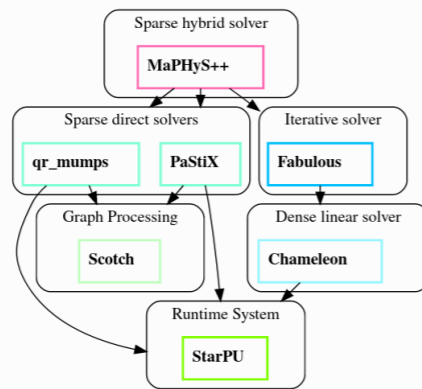 Sparse hybrid solver
MaPHyS++
Sparse direct solvers
Iterative solver
qr_mumps
PaStiX
Fabulous
Graph Processing
Dense linear solver
Scotch
Chameleon
Runtime System
StarPU